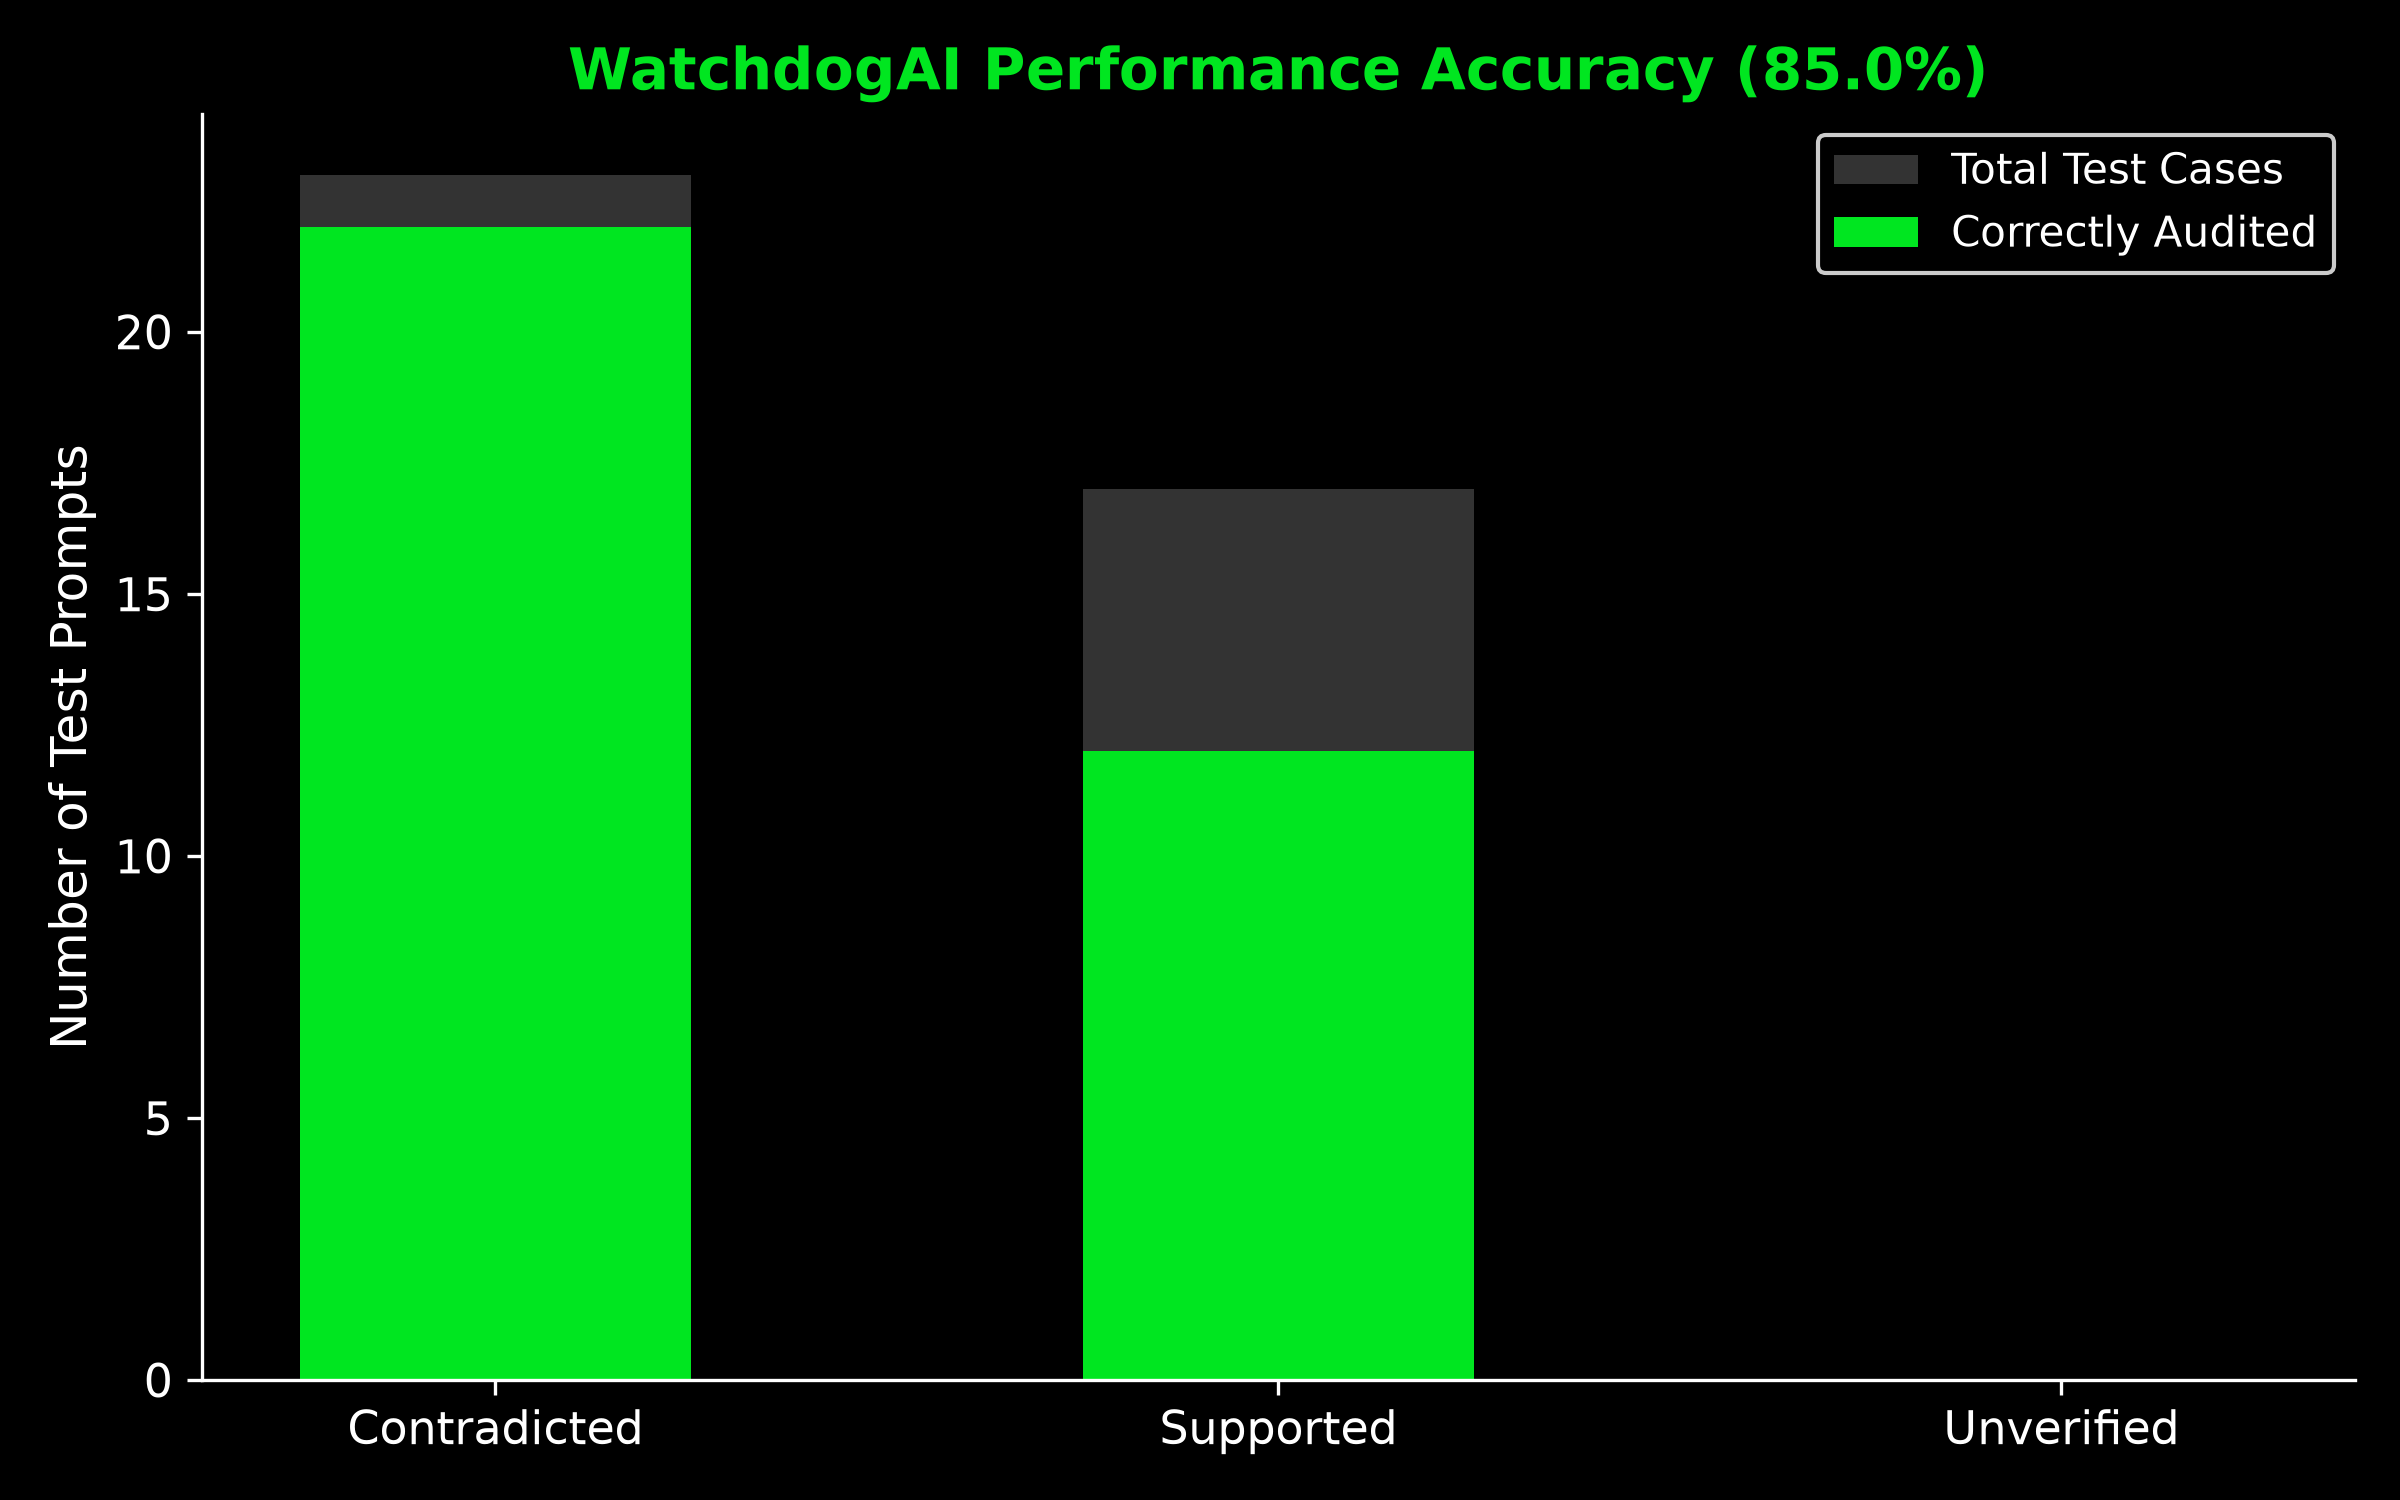 WatchdogAI Performance Accuracy (85.0%)
Total Test Cases
Correctly Audited
Number of Test Prompts
20
15
10
5
0
Contradicted
Supported
Unverified